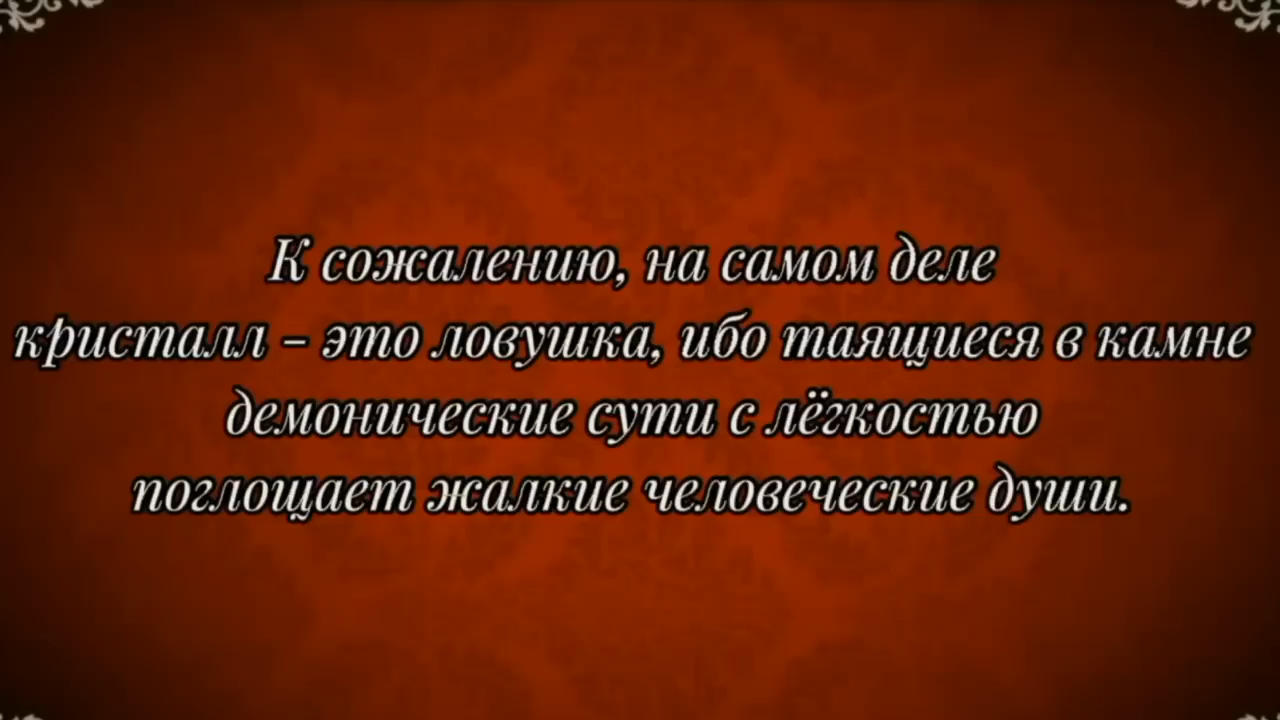 К сожалению, на самом деле
кристалл – это ловушка, ибо таящиеся в камне
демонические сути с лёгкостью
поглощает жалкие человеческие души.